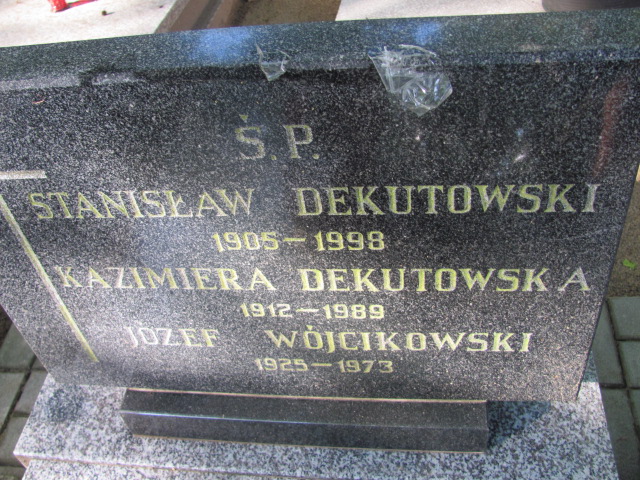 Ś.P.
STANISŁAW DEKUTOWSKI
1905-1998
KAZIMIERA DEKUTOWSKA
1912-1989
JÓZEF WÓJCIKOWSKI
1925-1973